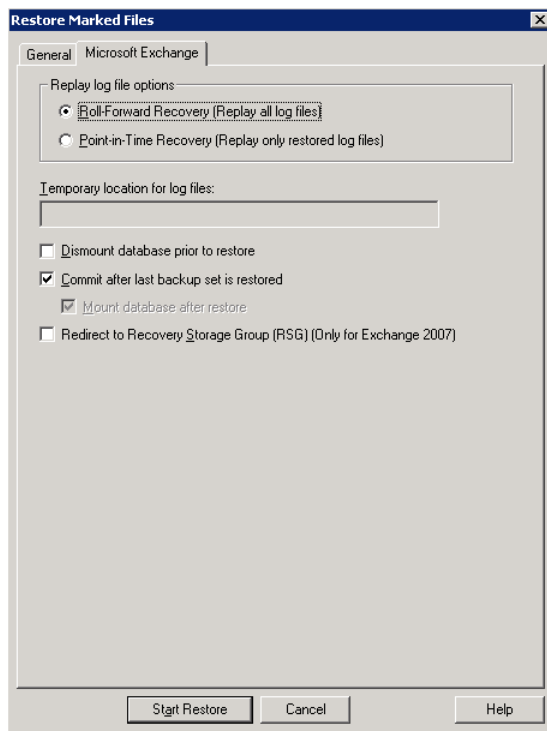 Restore Marked Files
General
Microsoft Exchange
Replay log file options
Roll-Forward Recovery (Replay all log files)
Point-in-Time Recovery (Replay only restored log files)
Temporary location for log files:
Dismount database prior to restore
Commit after last backup set is restored
Mount database after restore
Redirect to Recovery Storage Group (RSG) (Only for Exchange 2007)
Start Restore
Cancel
Help